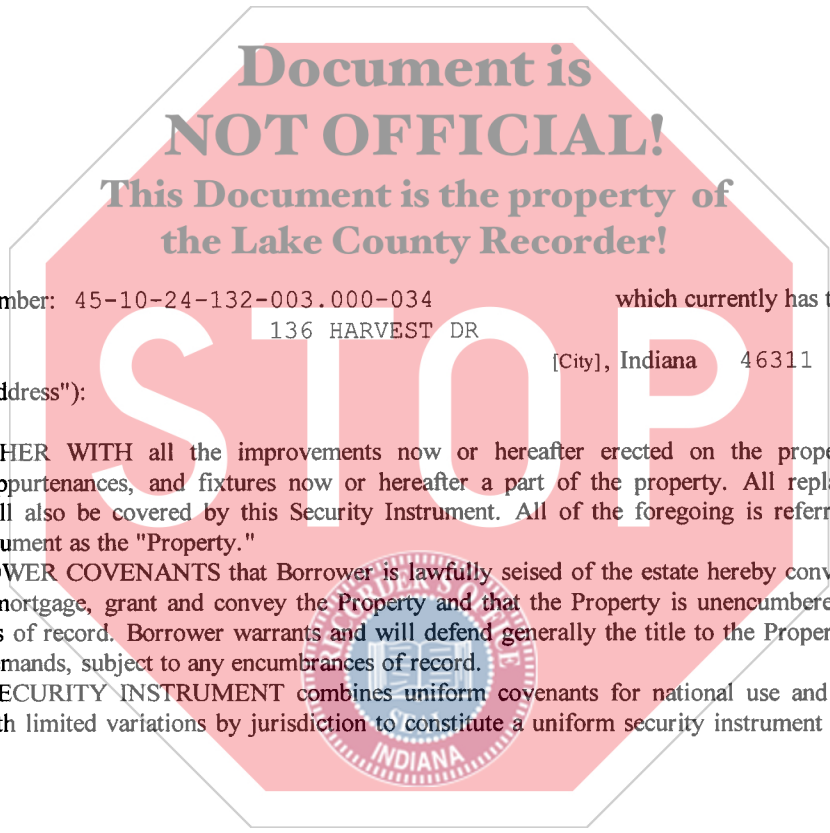 Document is
NOT OFFICIAL!
This Document is the property of
the Lake County Recorder!
mber: 45-10-24-132-003.000-034 which currently has t
136 HARVEST DR
[City], Indiana 46311
ddress"):
STOP
HER WITH all the improvements now or hereafter erected on the prope
ppurtenances, and fixtures now or hereafter a part of the property. All repla
ll also be covered by this Security Instrument. All of the foregoing is referr
ument as the "Property."
OWER COVENANTS that Borrower is lawfully seised of the estate hereby conv
mortgage, grant and convey the Property and that the Property is unencumbere
s of record. Borrower warrants and will defend generally the title to the Proper
mands, subject to any encumbrances of record.
ECURITY INSTRUMENT combines uniform covenants for national use and
th limited variations by jurisdiction to constitute a uniform security instrument
RECORDER'S OFFICE
INDIANA